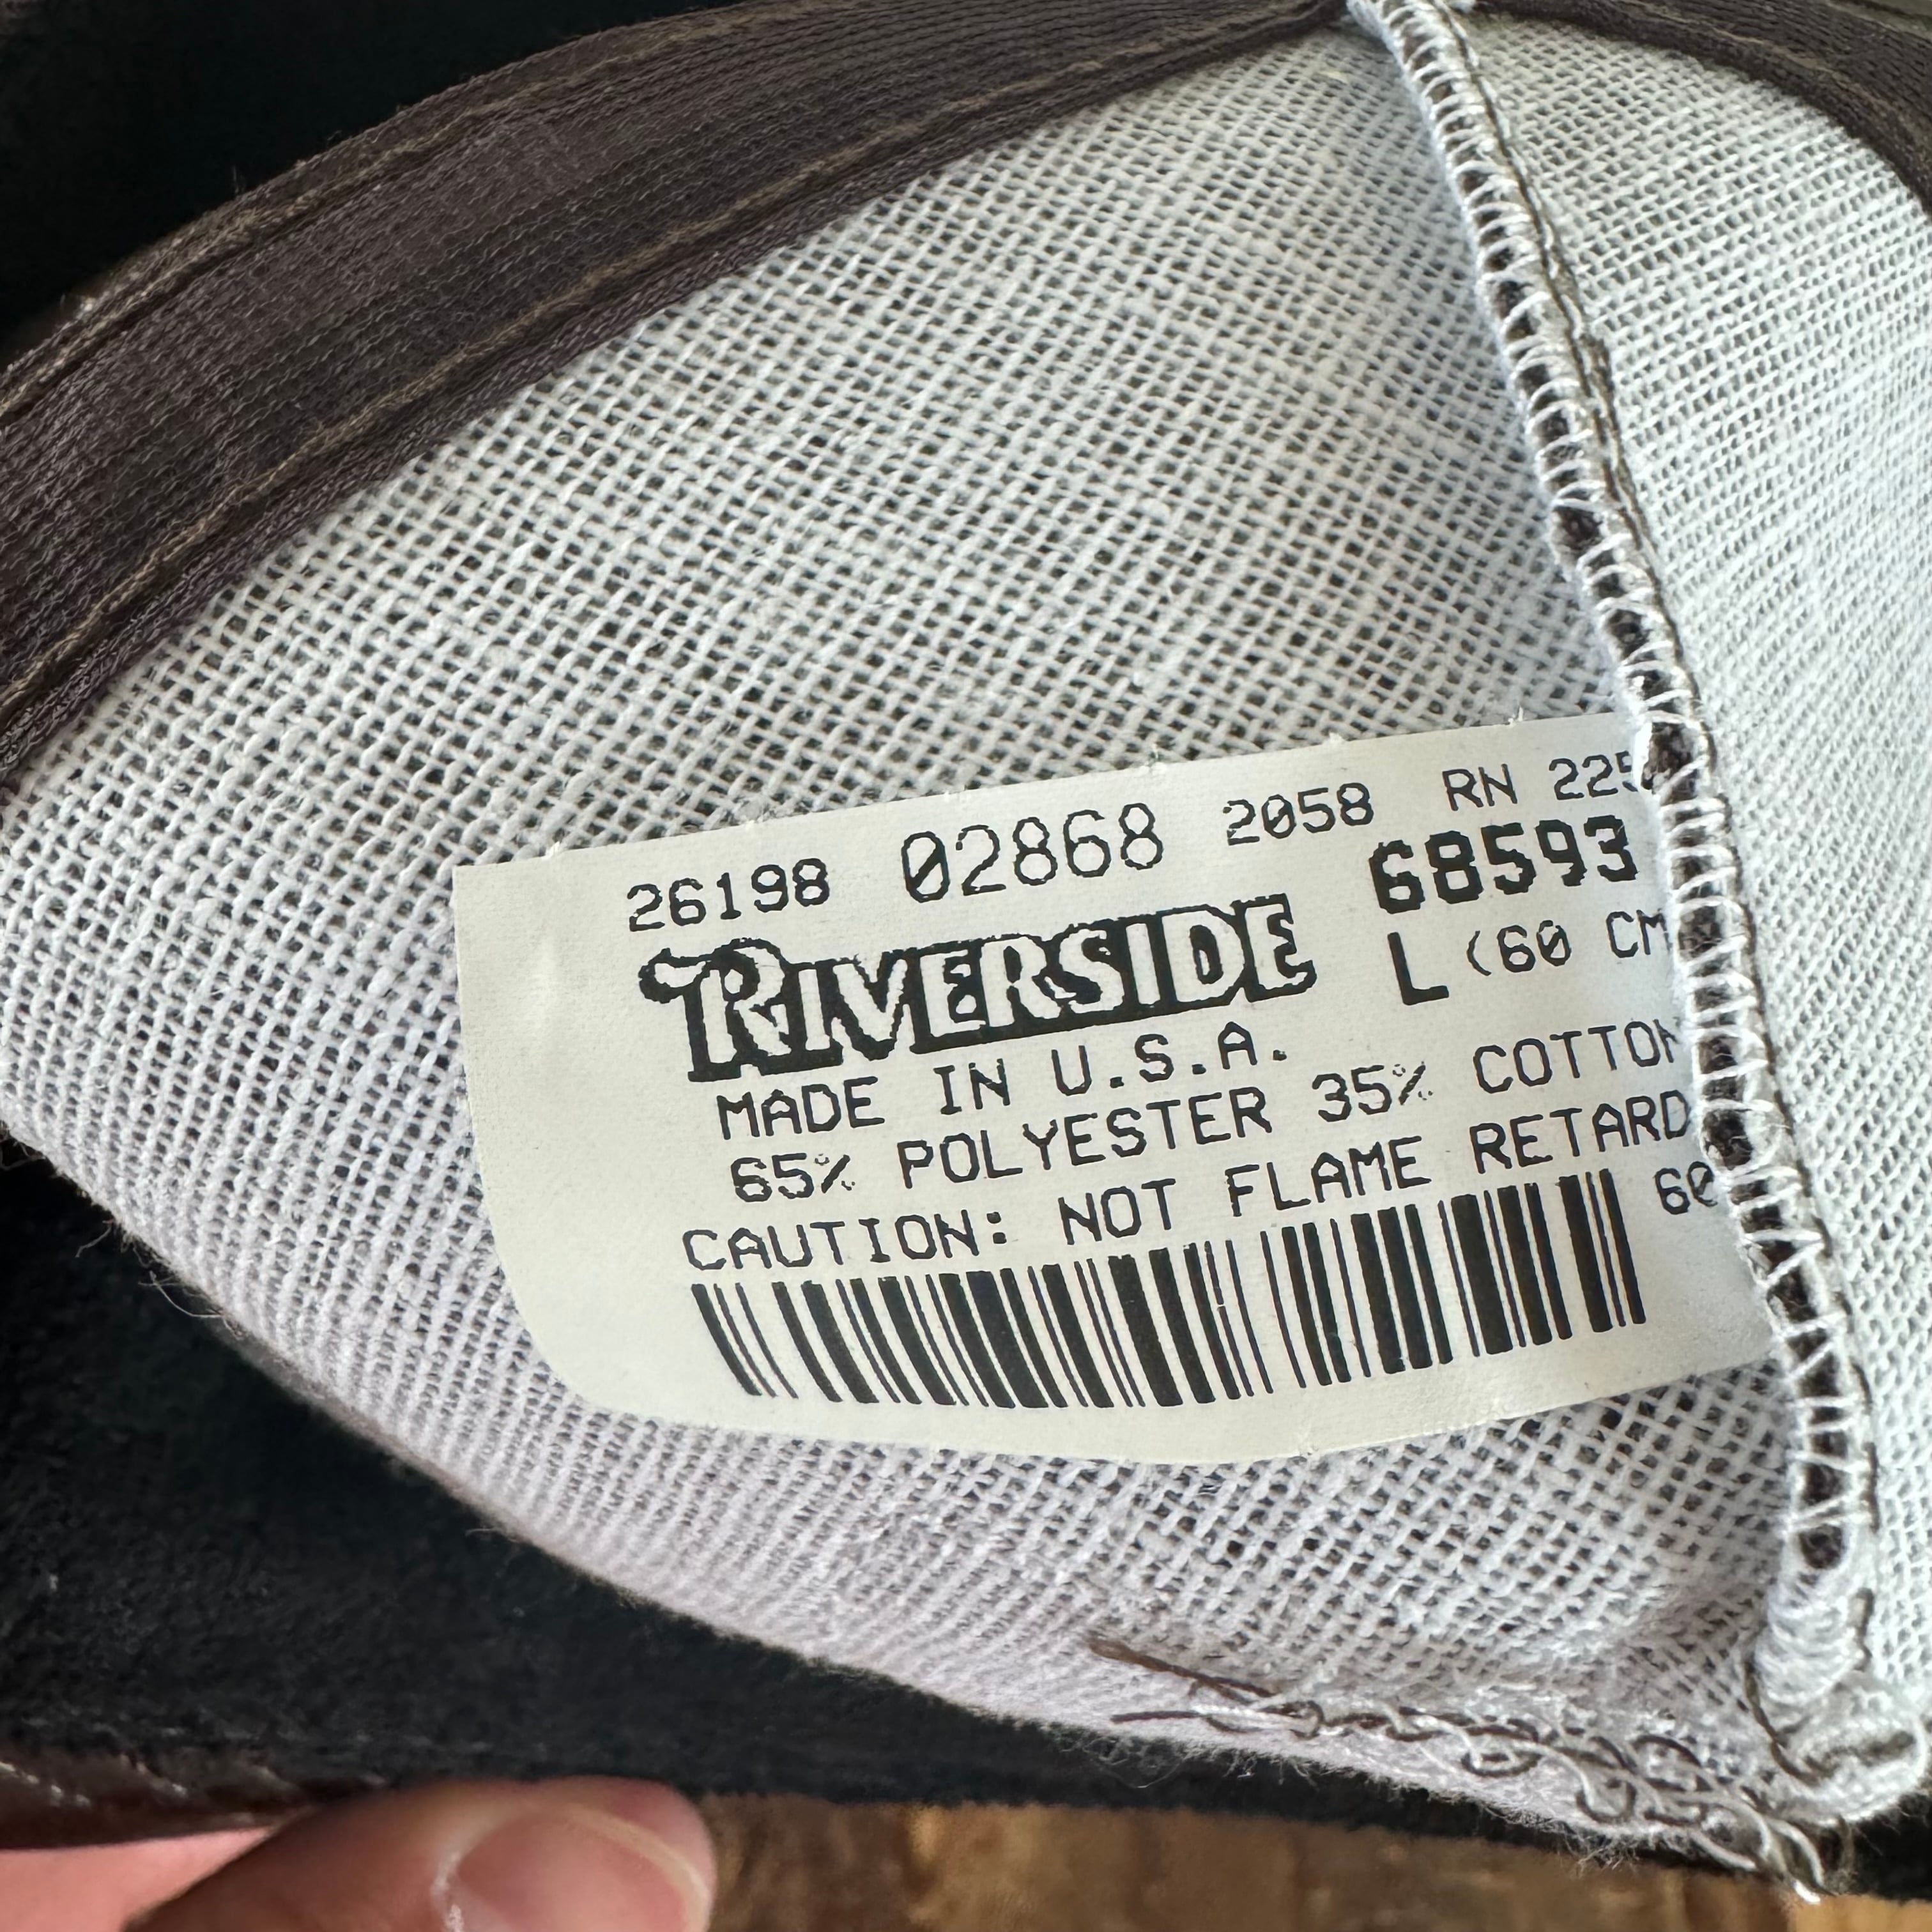 26198 02868 2058 RN 225
68593
RIVERSIDE
L (60 CM
MADE IN U.S.A.
65% POLYESTER 35% COTTON
CAUTION: NOT FLAME RETARD
60